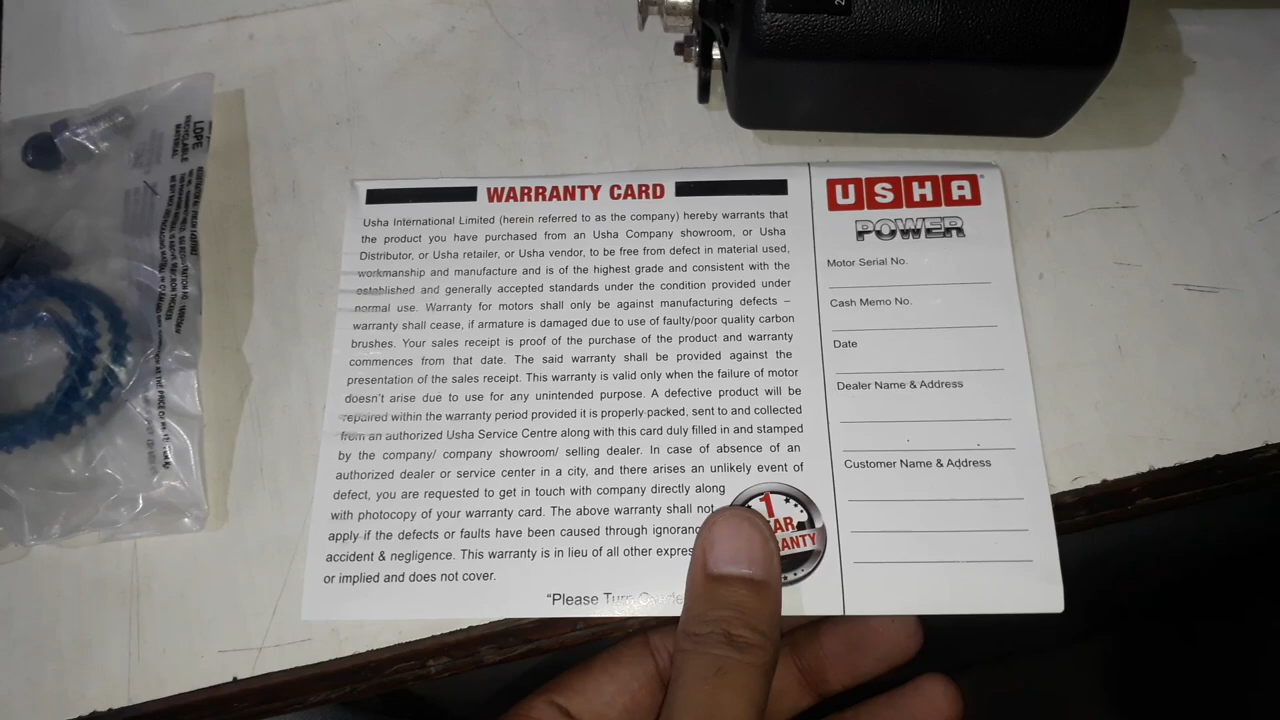 WARRANTY CARD
Usha International Limited (herein referred to as the company) hereby warrants that
the product you have purchased from an Usha Company showroom, or Usha
Distributor, or Usha retailer, or Usha vendor, to be free from defect in material used,
workmanship and manufacture and is of the highest grade and consistent with the
established and generally accepted standards under the condition provided under
normal use. Warranty for motors shall only be against manufacturing defects –
warranty shall cease, if armature is damaged due to use of faulty/poor quality carbon
brushes. Your sales receipt is proof of the purchase of the product and warranty
commences from that date. The said warranty shall be provided against the
presentation of the sales receipt. This warranty is valid only when the failure of motor
doesn't arise due to use for any unintended purpose. A defective product will be
repaired within the warranty period provided it is properly packed, sent to and collected
from an authorized Usha Service Centre along with this card duly filled in and stamped
by the company/ company showroom/ selling dealer. In case of absence of an
authorized dealer or service center in a city, and there arises an unlikely event of
defect, you are requested to get in touch with company directly along
with photocopy of your warranty card. The above warranty shall not
apply if the defects or faults have been caused through
accident & negligence. This warranty is in lieu of all other
or implied and does not cover.
"Please Turn
1
USHA
POWER
Motor Serial No.
Cash Memo No.
Date
Dealer Name & Address
Customer Name & Address
LDPE
RECYCLABLE
MATERIAL